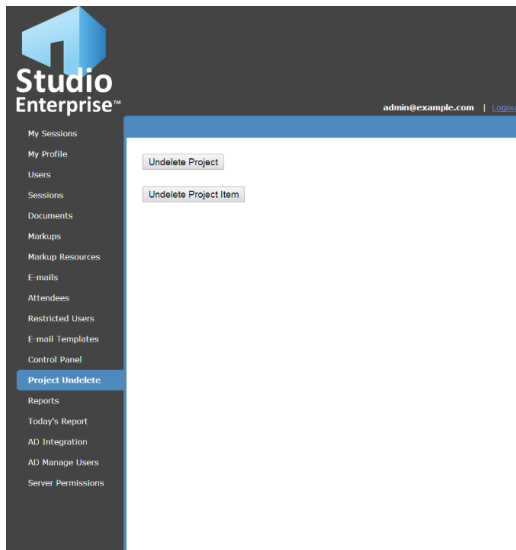 Studio
Enterprise™
admin@example.com | Logou
My Sessions
My Profile
Users
Sessions
Documents
Markups
Markup Resources
E-mails
Attendees
Restricted Users
E-mail Templates
Control Panel
Project Undelete
Reports
Today's Report
AD Integration
AD Manage Users
Server Permissions
Undelete Project
Undelete Project Item